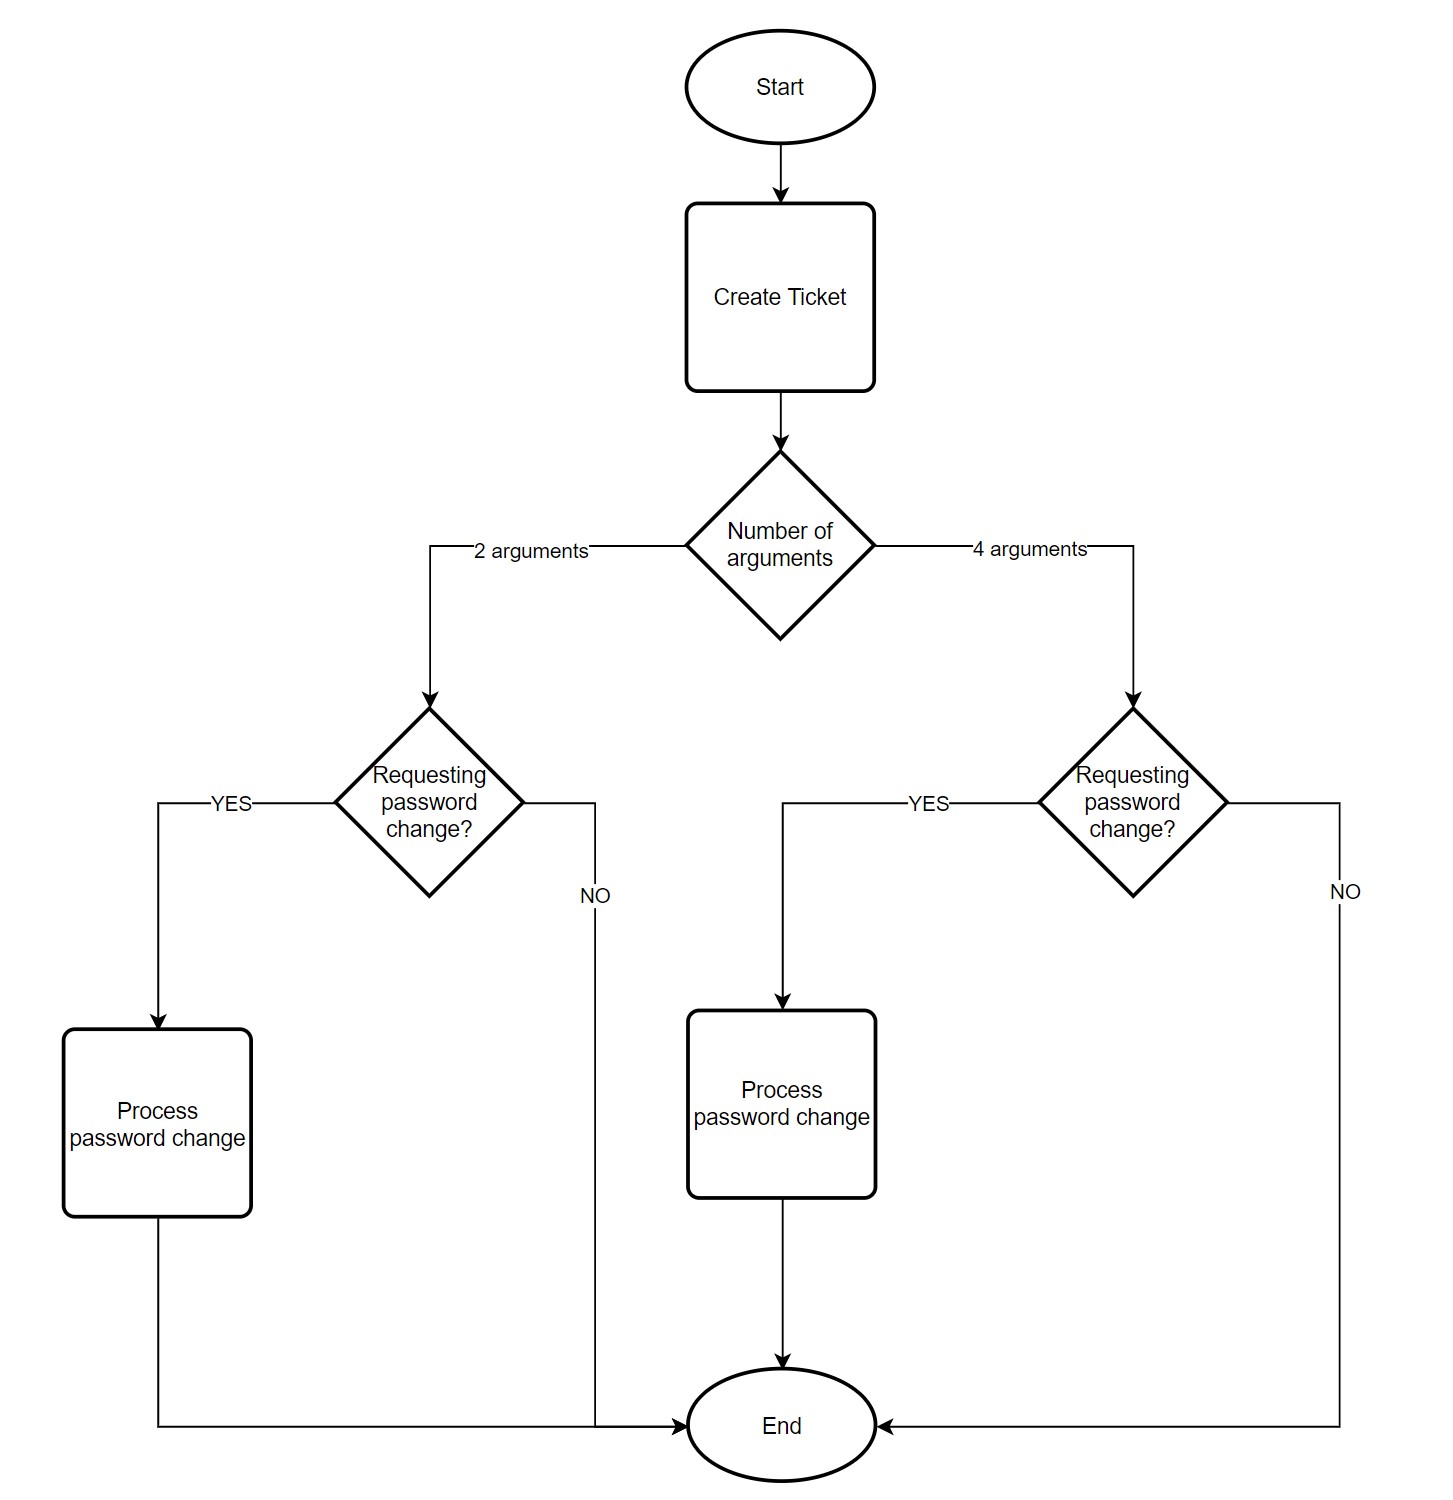 Start
Create Ticket
Number of
arguments
2 arguments
4 arguments
Requesting
password
change?
Requesting
password
change?
YES
YES
NO
NO
Process
password change
Process
password change
End